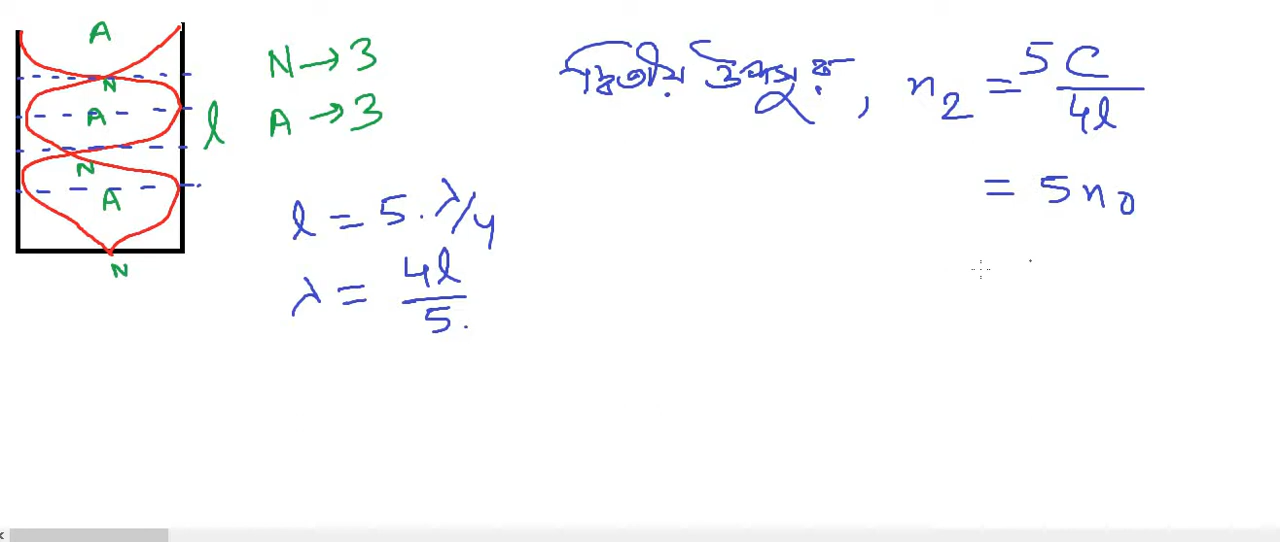 A
N
A
N
A
N
l
N → 3
A → 3
l = 5 . λ/4
λ = 4l/5.
দ্বিতীয় উপসুর, n₂ = 5C/4l
= 5n₀